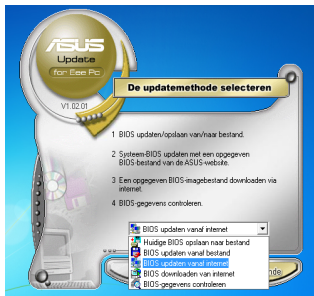 ASUS
Update
for Eee Pc
V1.02.01
De updatemethode selecteren
1 BIOS updaten/opslaan van/naar bestand.
2 Systeem-BIOS updaten met een opgegeven
BIOS-bestand van de ASUS-website.
3 Een opgegeven BIOS-imagebestand downloaden via
internet.
4 BIOS-gegevens controleren.
BIOS updaten vanaf internet
Huidige BIOS opslaan naar bestand
BIOS updaten vanaf bestand
BIOS updaten vanaf internet
BIOS downloaden van internet
BIOS-gegevens controleren